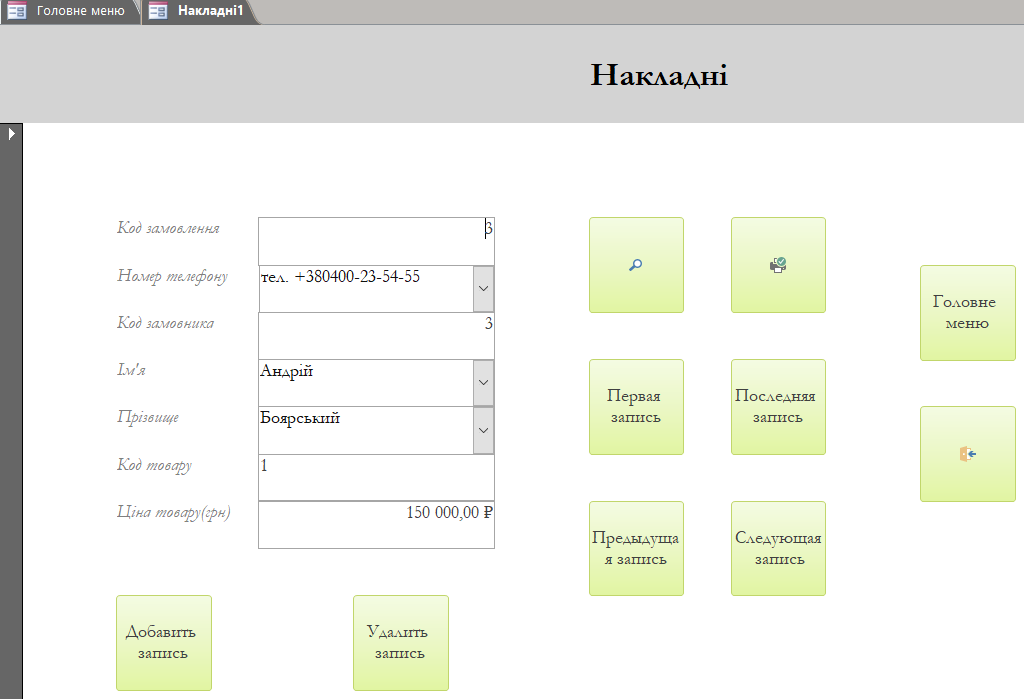 Головне меню
Накладні1
Накладні
Код замовлення
3
Номер телефону
тел. +380400-23-54-55
Код замовника
3
Ім'я
Андрій
Прізвище
Боярський
Код товару
1
Ціна товару(грн)
150 000,00 ₽
Первая
запись
Последняя
запись
Предыдуща
я запись
Следующая
запись
Головне
меню
Добавить
запись
Удалить
запись